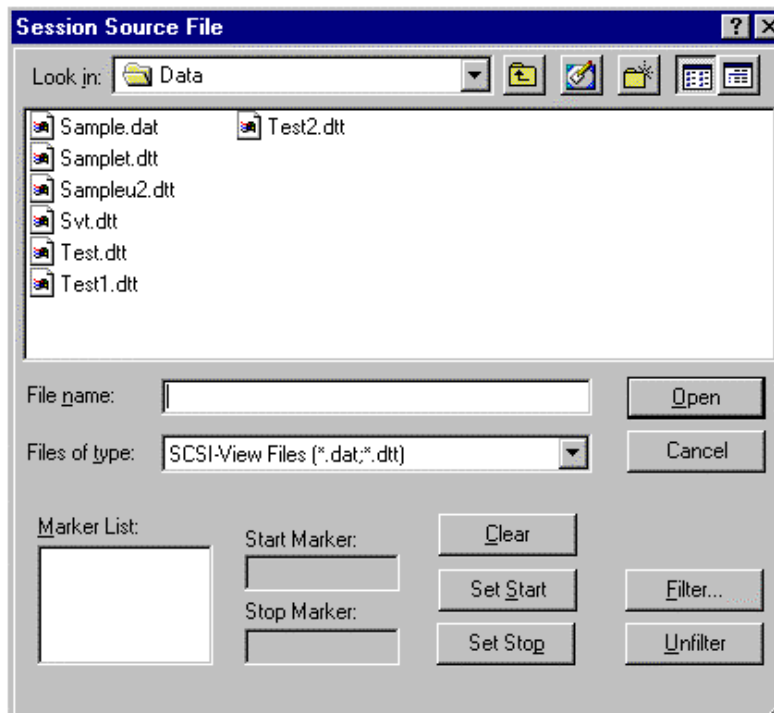 Session Source File
Look in: Data
Sample.dat
Samplet.dtt
Sampleu2.dtt
Svt.dtt
Test.dtt
Test1.dtt
Test2.dtt
File name:
Open
Files of type: SCSI-View Files (*.dat;*.dtt)
Cancel
Marker List:
Start Marker:
Stop Marker:
Clear
Set Start
Set Stop
Filter...
Unfilter